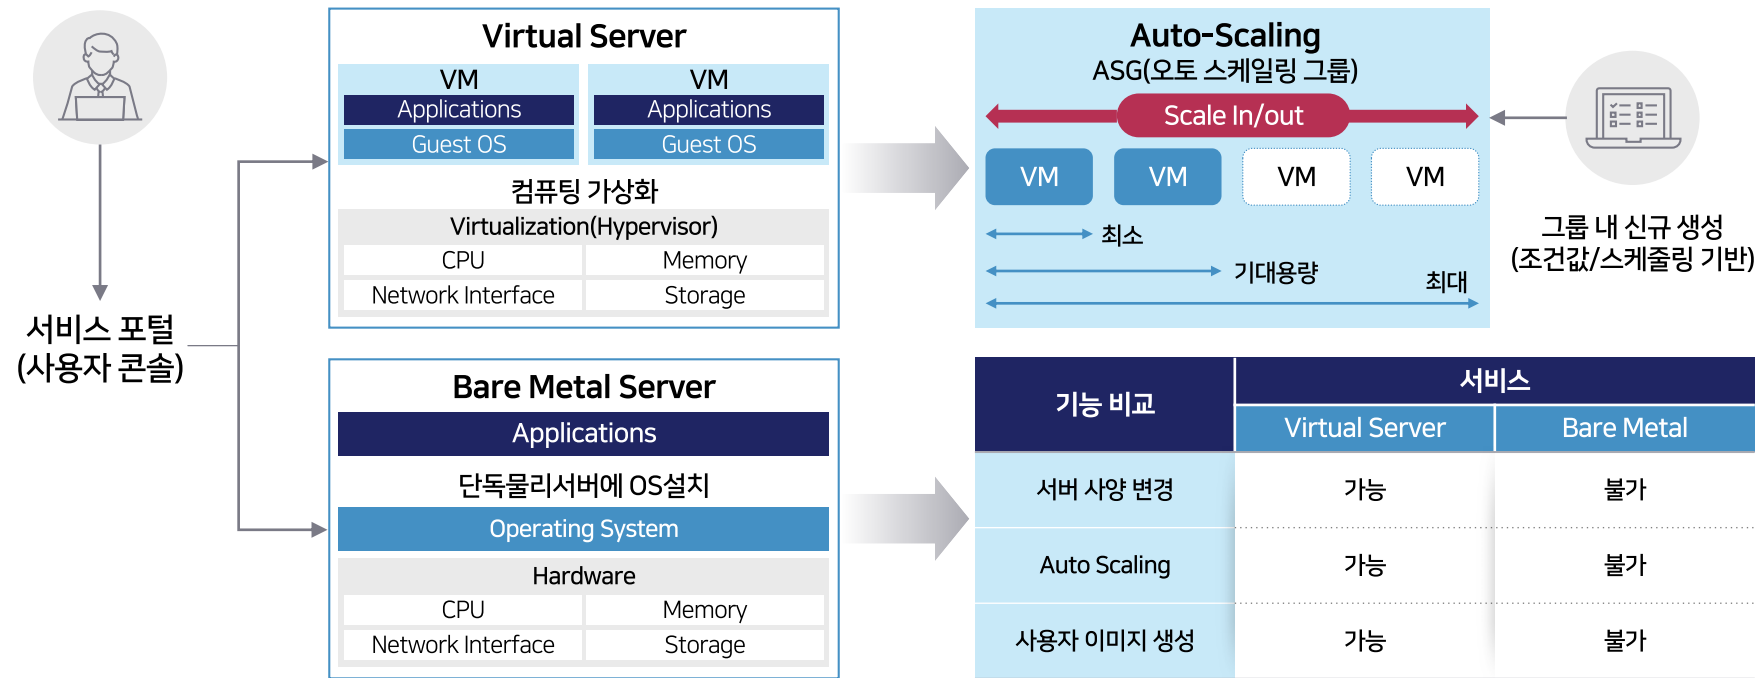 서비스 포털
(사용자 콘솔)
Virtual Server
VM
VM
Applications
Applications
Guest OS
Guest OS
컴퓨팅 가상화
Virtualization(Hypervisor)
CPU
Memory
Network Interface
Storage
Bare Metal Server
Applications
단독물리서버에 OS설치
Operating System
Hardware
CPU
Memory
Network Interface
Storage
Auto-Scaling
ASG(오토 스케일링 그룹)
Scale In/out
VM
VM
VM
VM
최소
기대용량
최대
그룹 내 신규 생성
(조건값/스케줄링 기반)
기능 비교
서비스
Virtual Server
Bare Metal
서버 사양 변경
가능
불가
Auto Scaling
가능
불가
사용자 이미지 생성
가능
불가